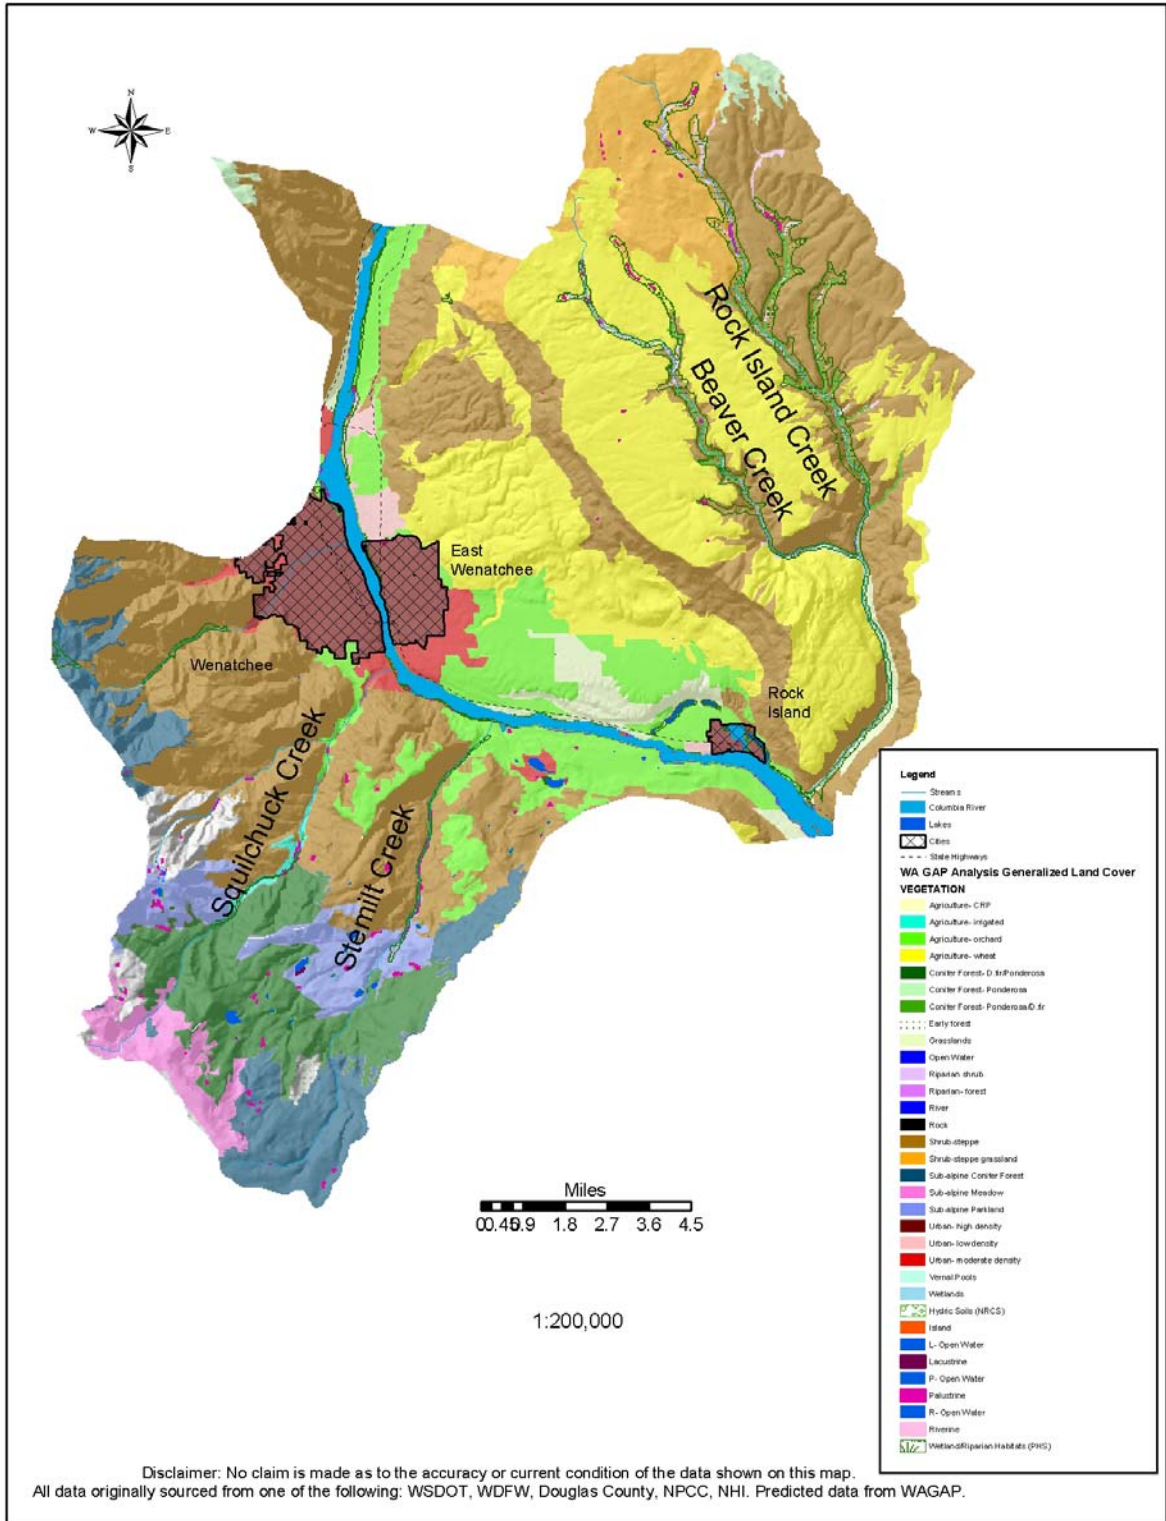 N
W
E
S
Rock Island Creek
Beaver Creek
East
Wenatchee
Wenatchee
Rock
Island
Squilchuck Creek
Stemilt Creek
Legend
Streams
Columbia River
Lakes
Cities
State Highways
WA GAP Analysis Generalized Land Cover
VEGETATION
Agriculture- CRP
Agriculture- irrigated
Agriculture- orchard
Agriculture- wheat
Conifer Forest- D.fir/Ponderosa
Conifer Forest- Ponderosa
Conifer Forest- Ponderosa/D.fir
Early forest
Grasslands
Open Water
Riparian shrub
Riparian- forest
River
Rock
Shrub-steppe
Shrub-steppe grassland
Sub-alpine Conifer Forest
Sub-alpine Meadow
Sub-alpine Parkland
Urban- high density
Urban- low density
Urban- moderate density
Vernal Pools
Wetlands
Hydric Soils (NRCS)
Island
L- Open Water
Lacustrine
P- Open Water
Palustrine
R- Open Water
Riverine
Wetland/Riparian Habitats (PHS)
Miles
0 0.45 0.9 1.8 2.7 3.6 4.5
1:200,000
Disclaimer: No claim is made as to the accuracy or current condition of the data shown on this map.
All data originally sourced from one of the following: WSDOT, WDFW, Douglas County, NPCC, NHI. Predicted data from WAGAP.